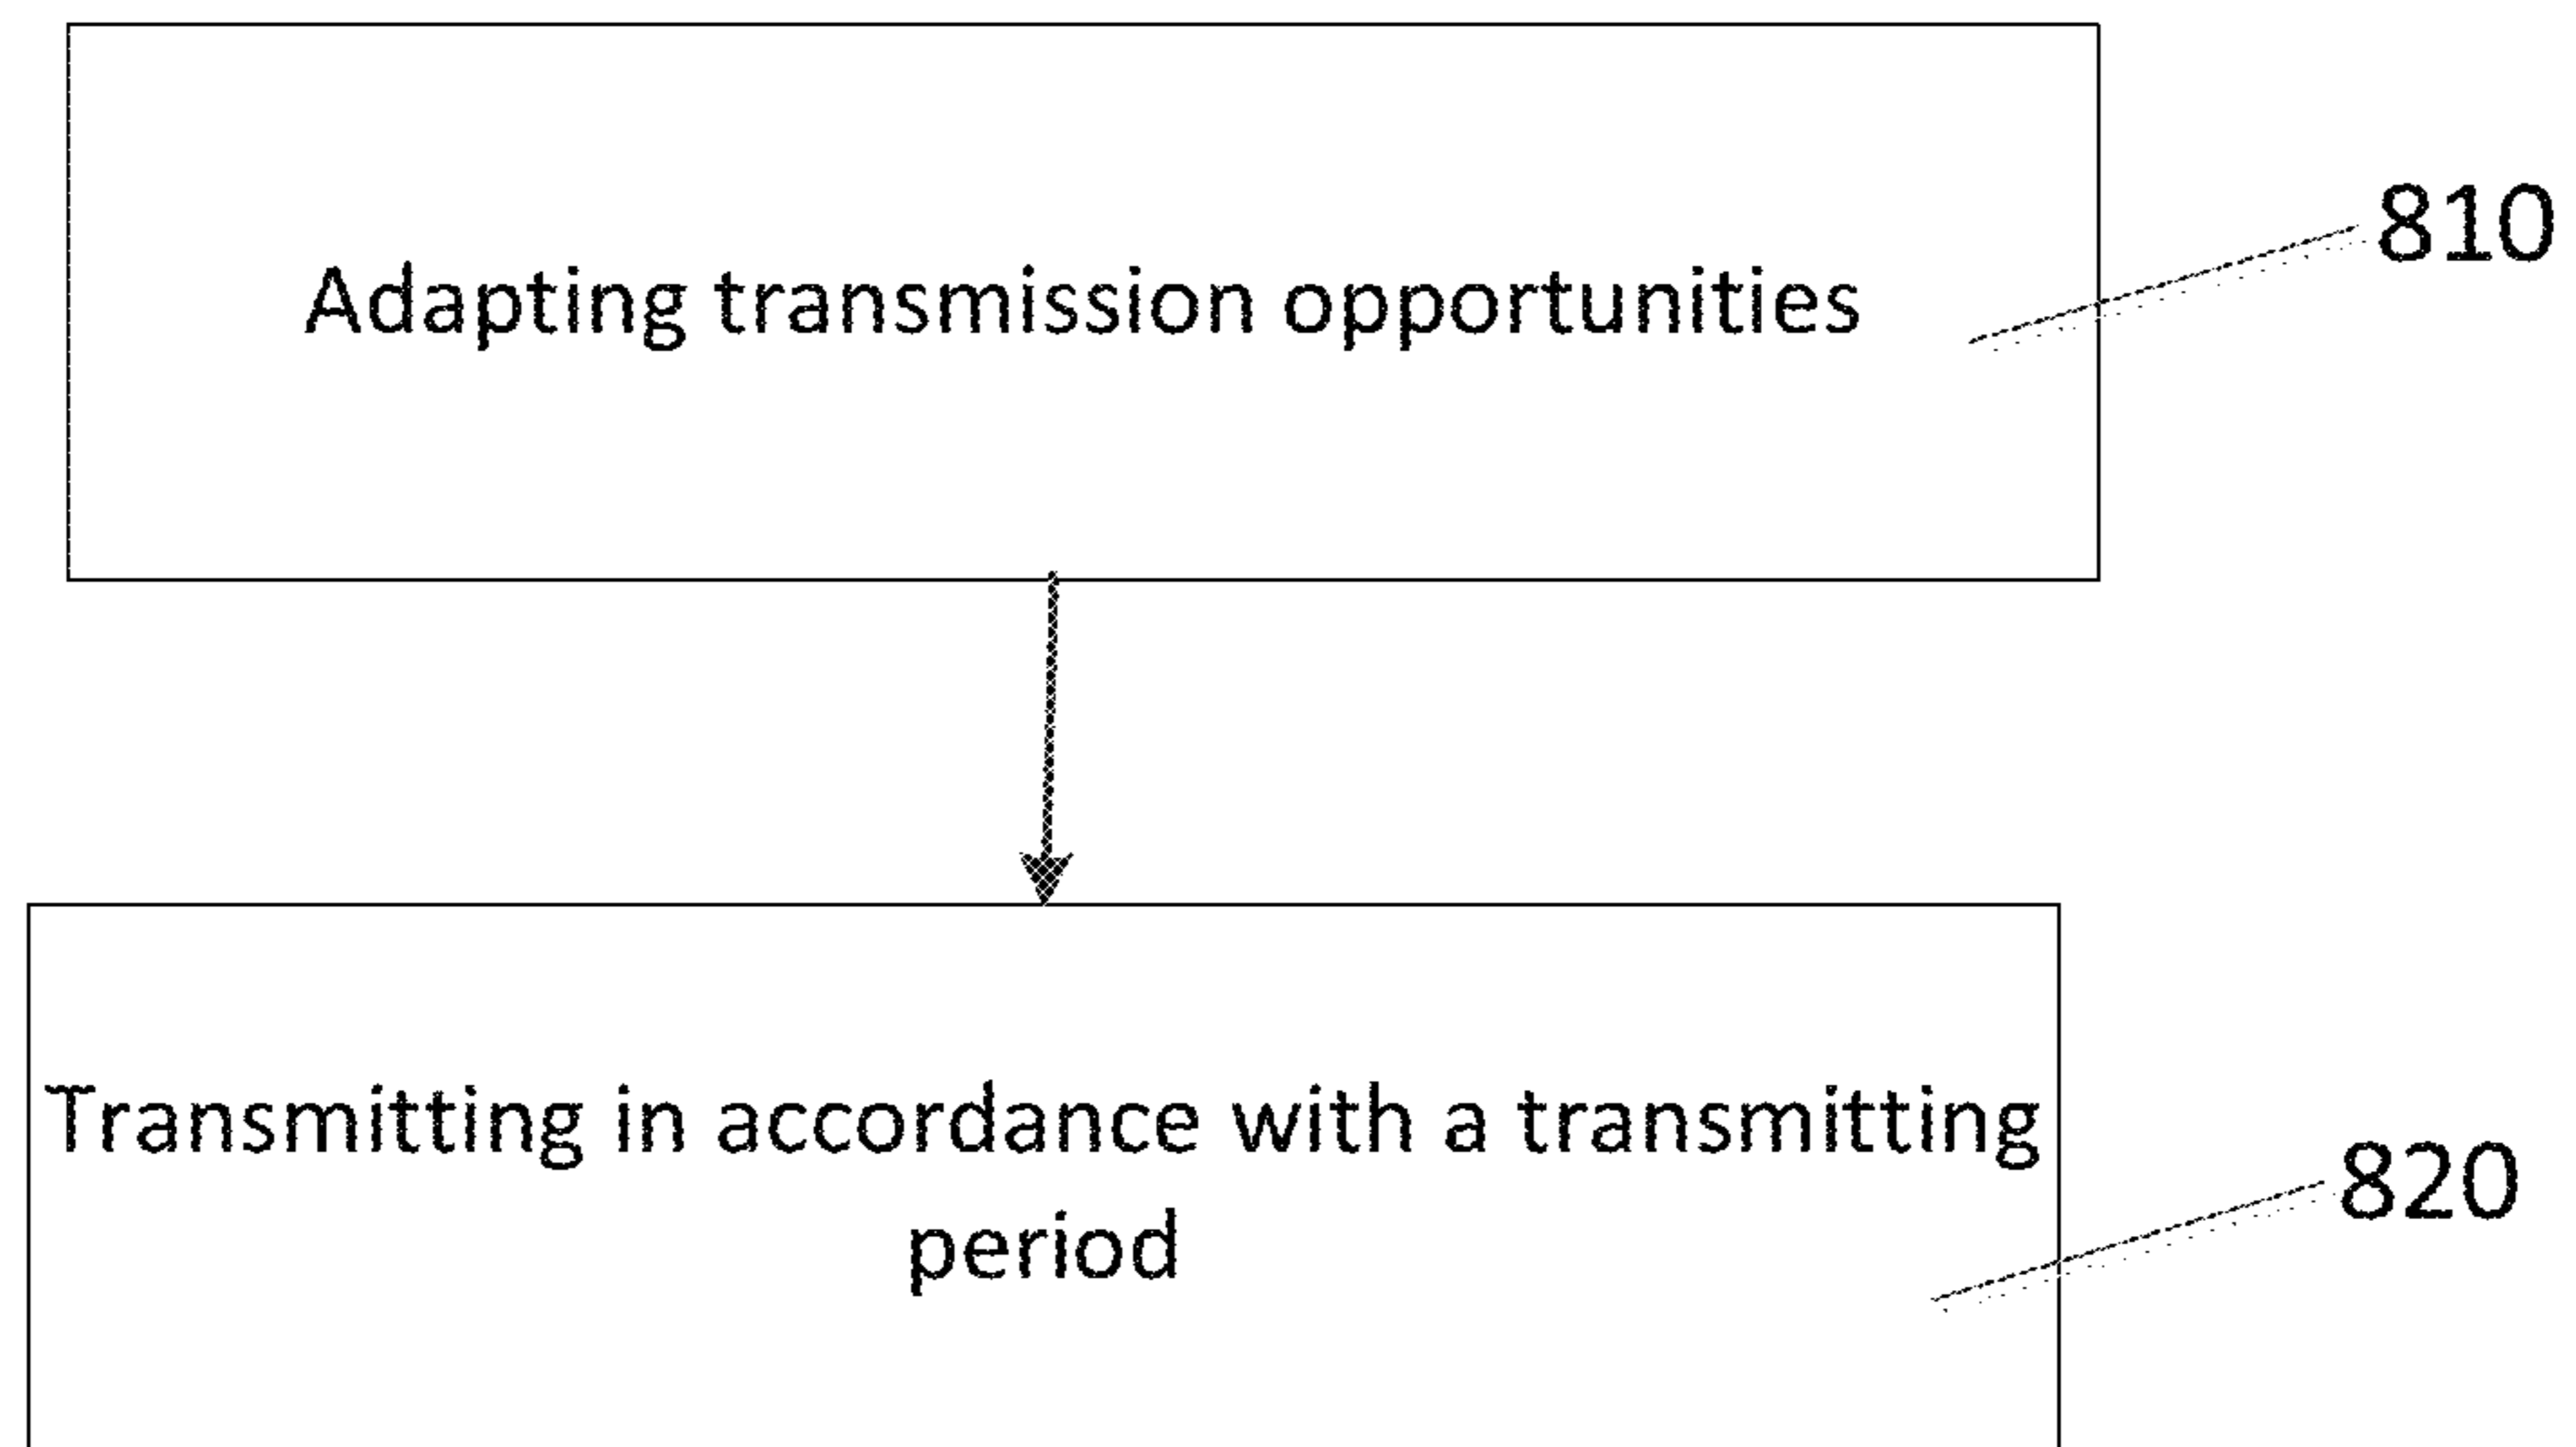 Adapting transmission opportunities
810
Transmitting in accordance with a transmitting
period
820